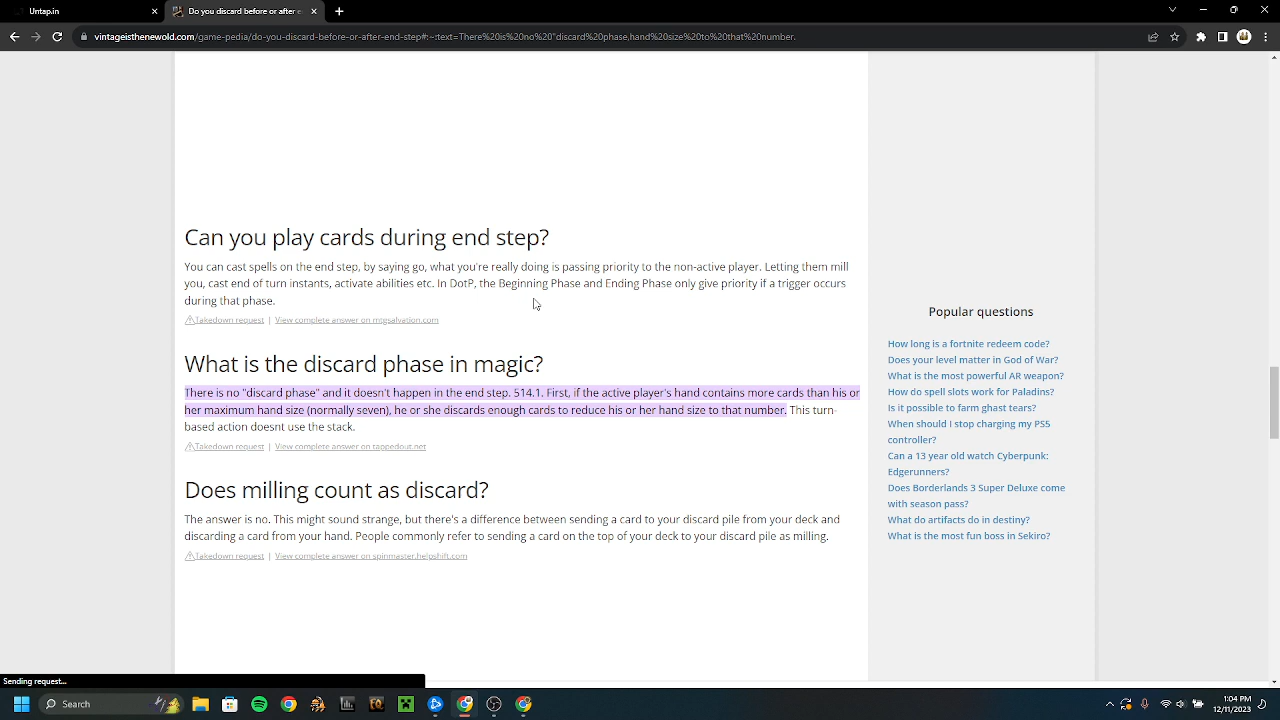 Untap.in
Do you discard before or after e
vintageisthenewold.com/game-pedia/do-you-discard-before-or-after-end-step#:~:text=There%20is%20no%20"discard%20phase,hand%20size%20to%20that%20number.
Can you play cards during end step?
You can cast spells on the end step, by saying go, what you're really doing is passing priority to the non-active player. Letting them mill
you, cast end of turn instants, activate abilities etc. In DotP, the Beginning Phase and Ending Phase only give priority if a trigger occurs
during that phase.
Takedown request | View complete answer on mtgsalvation.com
What is the discard phase in magic?
There is no "discard phase" and it doesn't happen in the end step. 514.1. First, if the active player's hand contains more cards than his or
her maximum hand size (normally seven), he or she discards enough cards to reduce his or her hand size to that number. This turn-
based action doesnt use the stack.
Takedown request | View complete answer on tappedout.net
Does milling count as discard?
The answer is no. This might sound strange, but there's a difference between sending a card to your discard pile from your deck and
discarding a card from your hand. People commonly refer to sending a card on the top of your deck to your discard pile as milling.
Takedown request | View complete answer on spinmaster.helpshift.com
Popular questions
How long is a fortnite redeem code?
Does your level matter in God of War?
What is the most powerful AR weapon?
How do spell slots work for Paladins?
Is it possible to farm ghast tears?
When should I stop charging my PS5
controller?
Can a 13 year old watch Cyberpunk:
Edgerunners?
Does Borderlands 3 Super Deluxe come
with season pass?
What do artifacts do in destiny?
What is the most fun boss in Sekiro?
Sending request...
Search
1:04 PM
12/11/2023